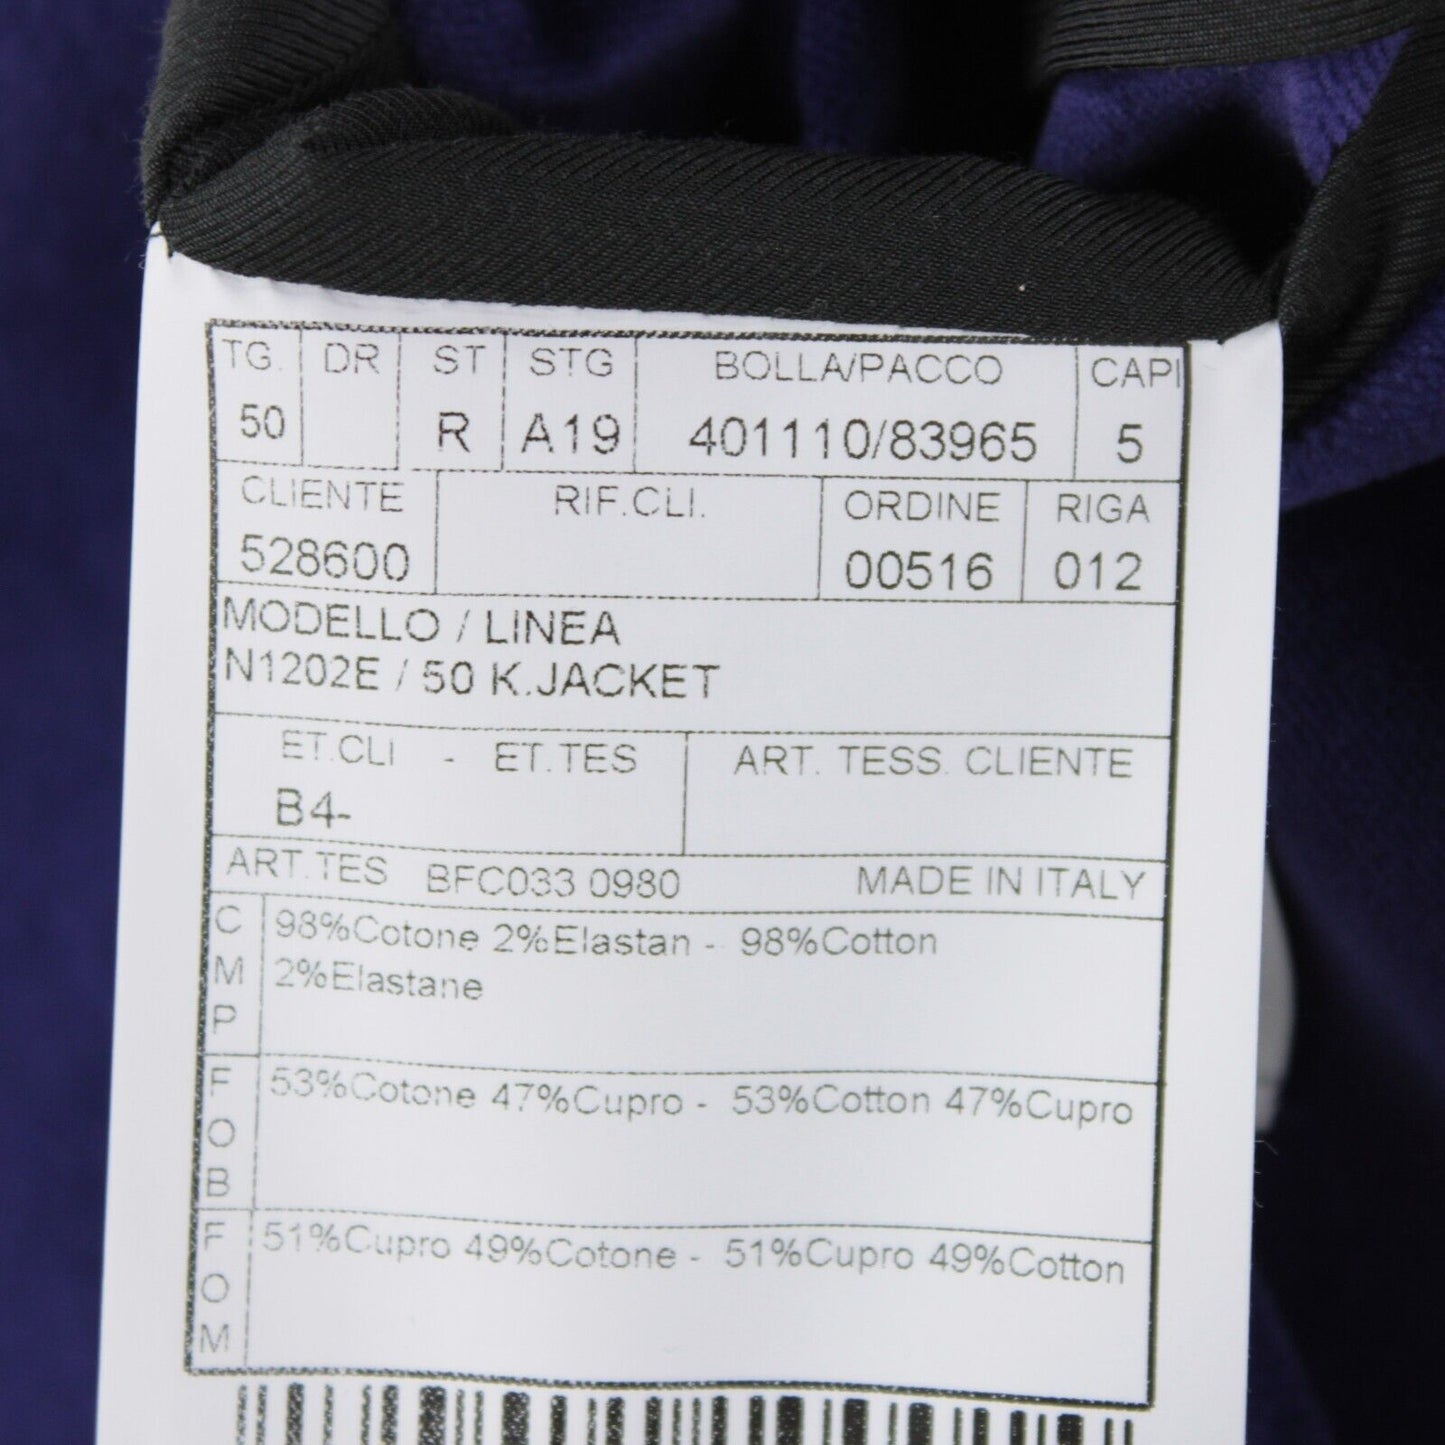 TG. DR ST STG BOLLA/PACCO CAPI
50 R A19 401110/83965 5
CLIENTE RIF.CLI. ORDINE RIGA
528600 00516 012
MODELLO / LINEA
N1202E / 50 K.JACKET
ET.CLI - ET.TES ART. TESS. CLIENTE
B4-
ART.TES BFC033 0980 MADE IN ITALY
CMP 98%Cotone 2%Elastan - 98%Cotton
2%Elastane
FOB 53%Cotone 47%Cupro - 53%Cotton 47%Cupro
FOM 51%Cupro 49%Cotone - 51%Cupro 49%Cotton